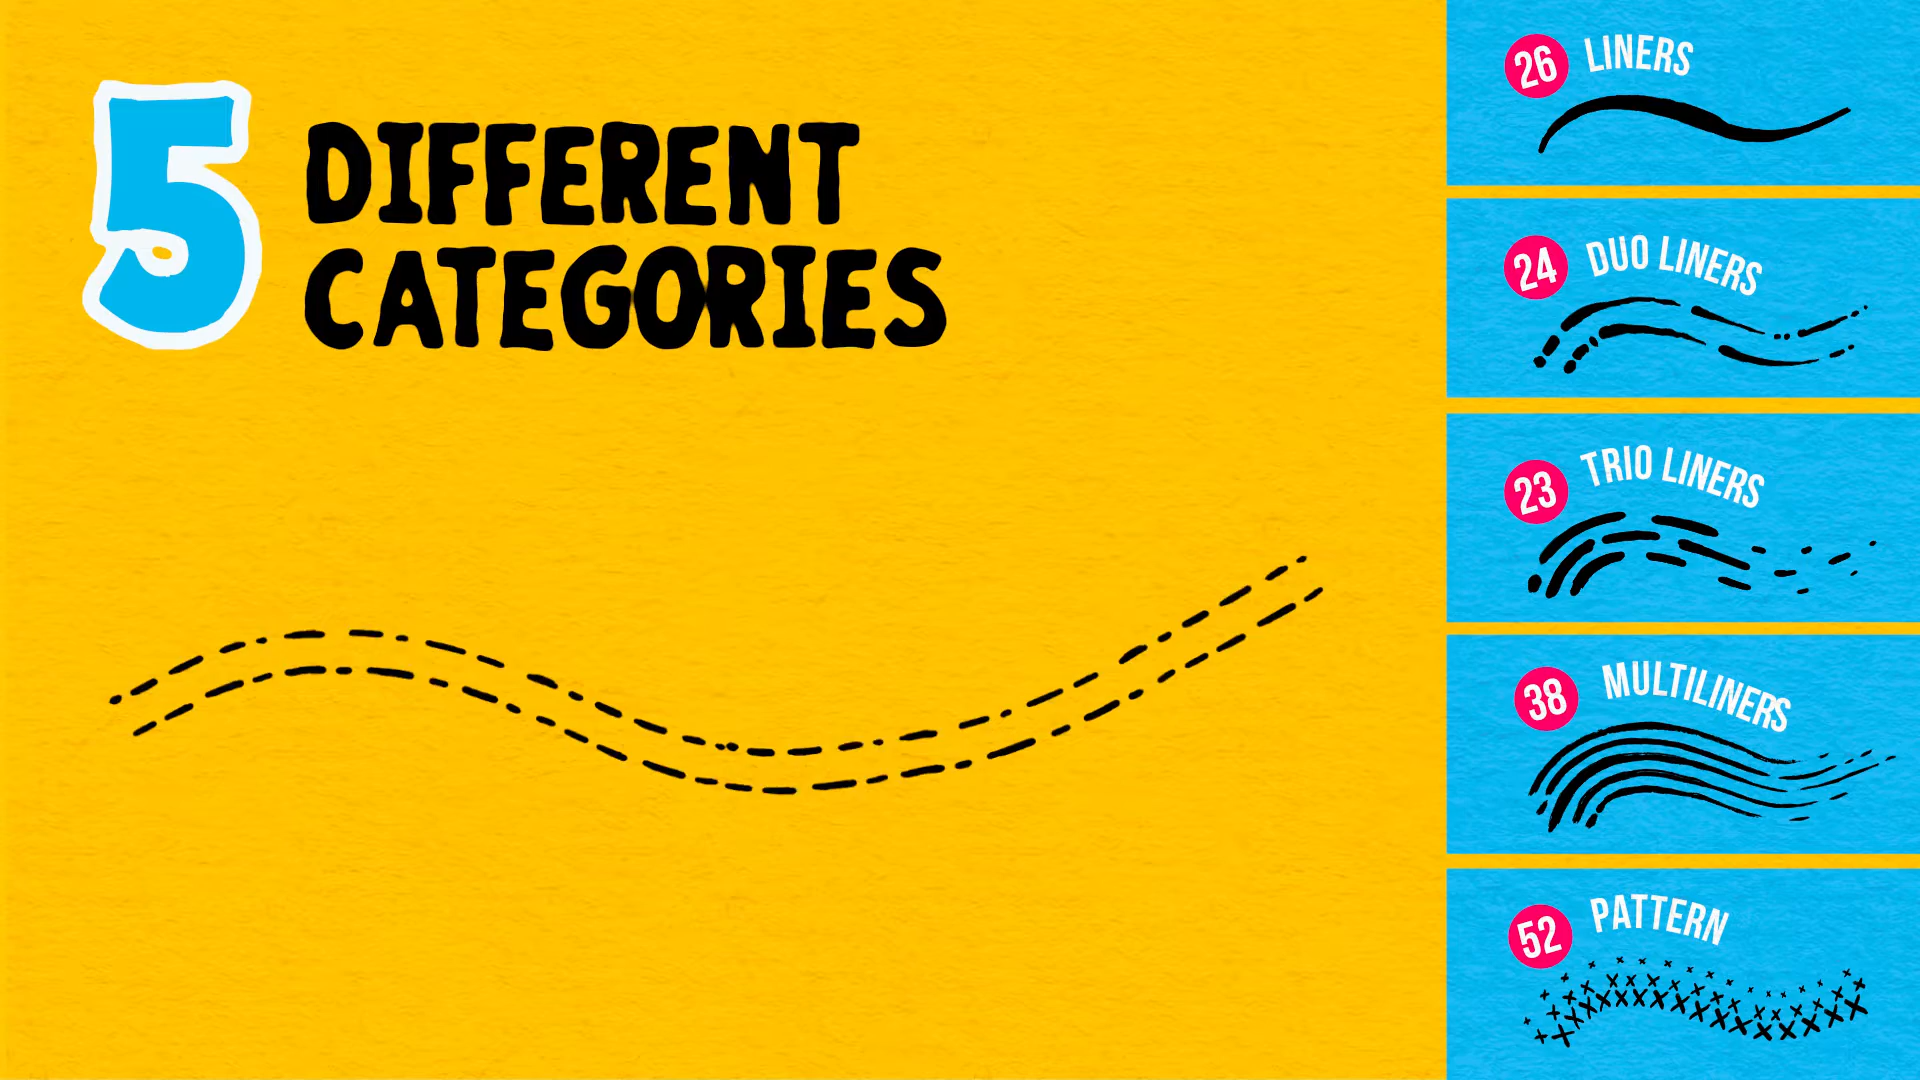 5
DIFFERENT
CATEGORIES
26 LINERS
24 DUO LINERS
23 TRIO LINERS
38 MULTILINERS
52 PATTERN